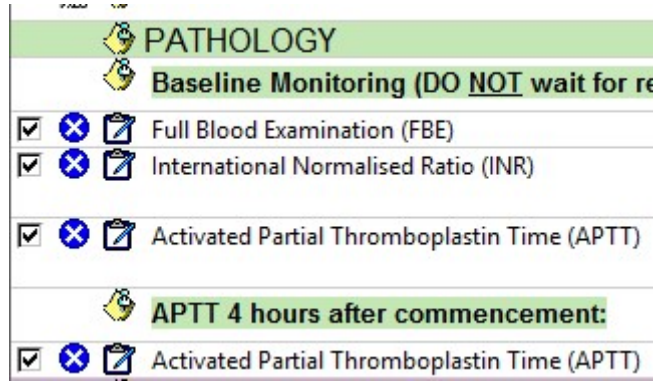 PATHOLOGY
Baseline Monitoring (DO NOT wait for re
Full Blood Examination (FBE)
International Normalised Ratio (INR)
Activated Partial Thromboplastin Time (APTT)
APTT 4 hours after commencement:
Activated Partial Thromboplastin Time (APTT)